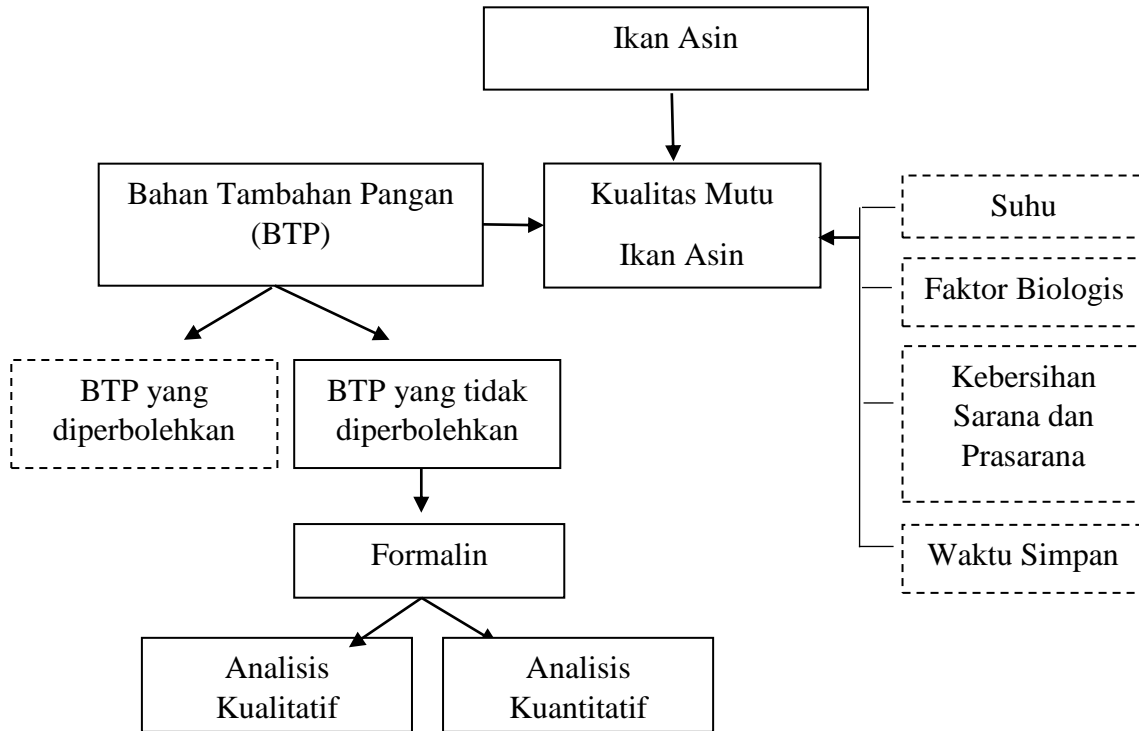 Ikan Asin
Bahan Tambahan Pangan
(BTP)
Kualitas Mutu
Ikan Asin
Suhu
Faktor Biologis
Kebersihan
Sarana dan
Prasarana
Waktu Simpan
BTP yang
diperbolehkan
BTP yang tidak
diperbolehkan
Formalin
Analisis
Kualitatif
Analisis
Kuantitatif